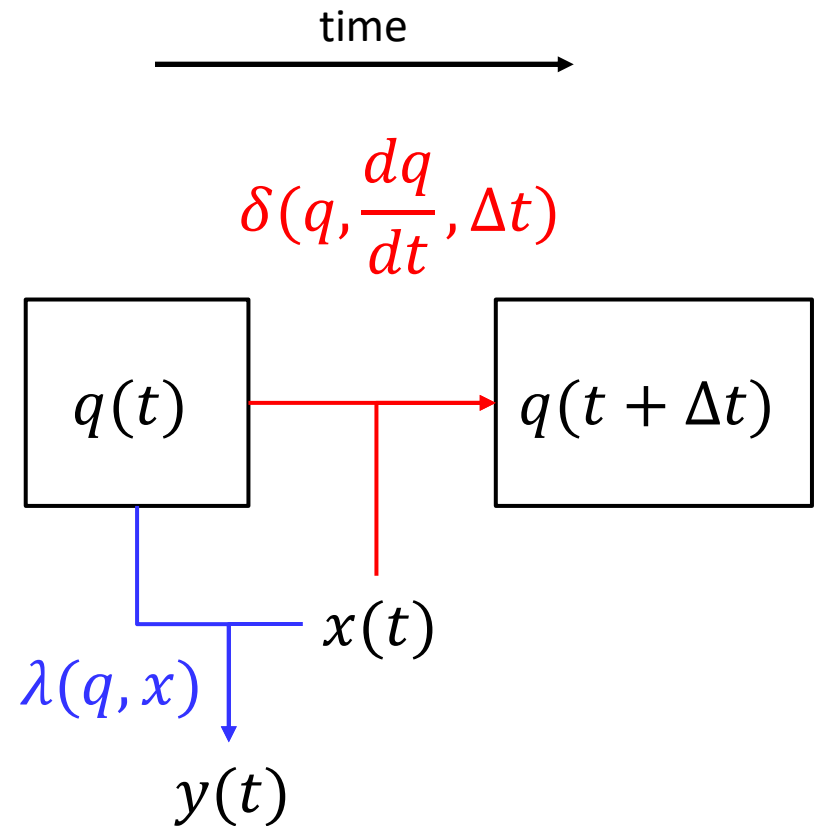 time
δ(q, dq/dt, Δt)
q(t)
q(t + Δt)
x(t)
λ(q, x)
y(t)